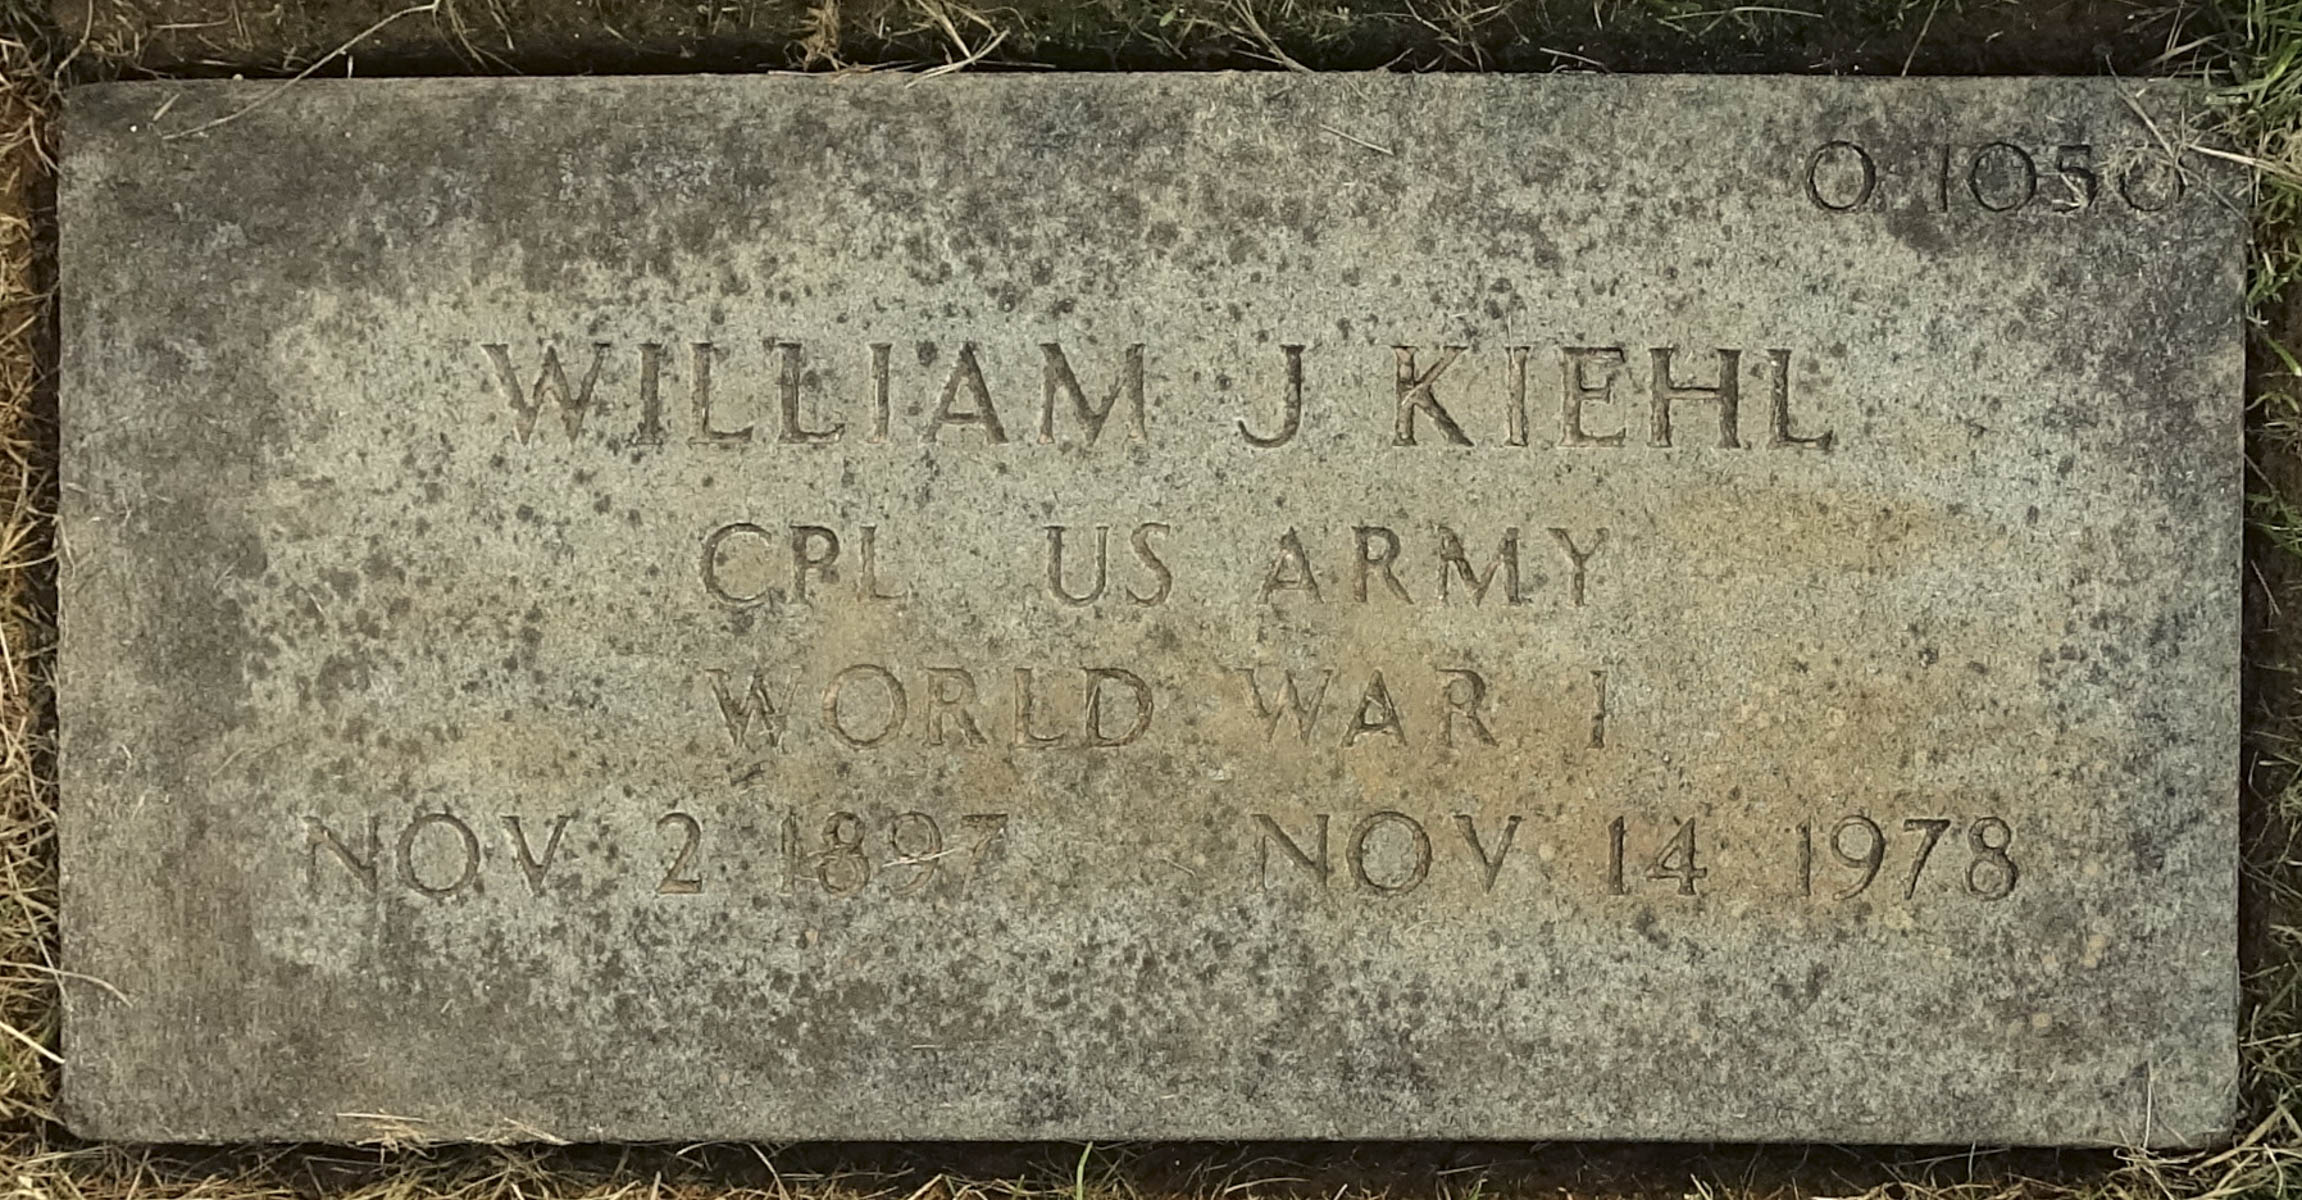 O 1050
WILLIAM J KIEHL
CPL US ARMY
WORLD WAR I
NOV 2 1897 NOV 14 1978